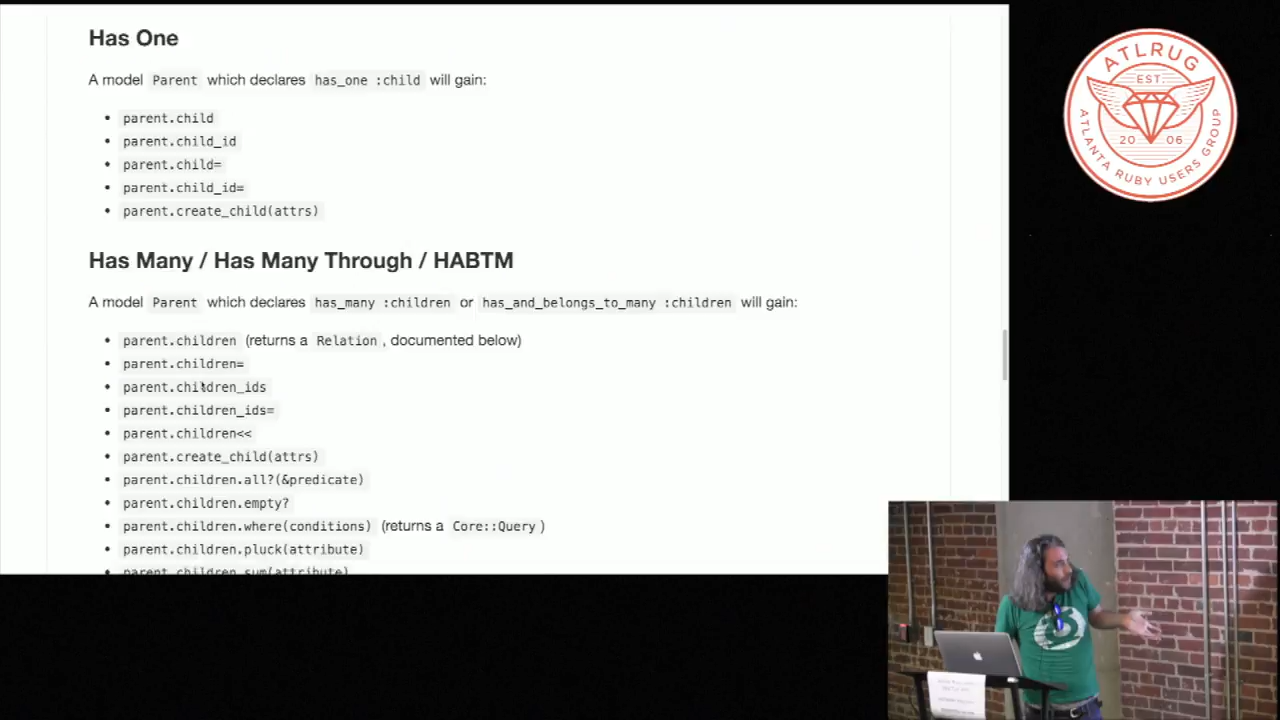 Has One
A model Parent which declares has_one :child will gain:
• parent.child
• parent.child_id
• parent.child=
• parent.child_id=
• parent.create_child(attrs)
Has Many / Has Many Through / HABTM
A model Parent which declares has_many :children or has_and_belongs_to_many :children will gain:
• parent.children (returns a Relation, documented below)
• parent.children=
• parent.children_ids
• parent.children_ids=
• parent.children<<
• parent.create_child(attrs)
• parent.children.all?(&predicate)
• parent.children.empty?
• parent.children.where(conditions) (returns a Core::Query)
• parent.children.pluck(attribute)
• parent.children.sum(attribute)
ATLRUG
EST.
20 06
ATLANTA RUBY USERS GROUP